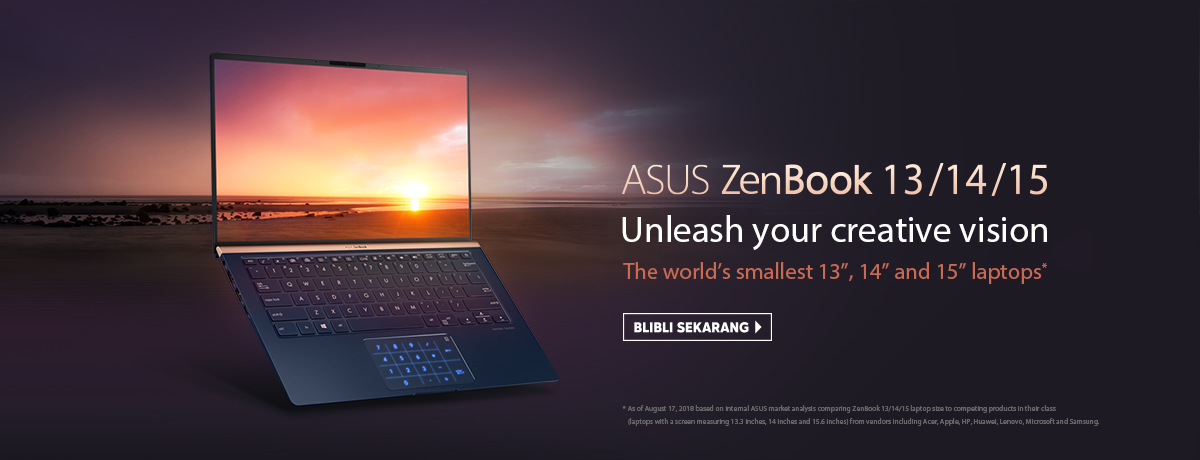 ASUS ZenBook 13/14/15
Unleash your creative vision
The world's smallest 13”, 14” and 15” laptops*
BLIBLI SEKARANG
* As of August 17, 2018 based on internal ASUS market analysis comparing ZenBook 13/14/15 laptop size to competing products in their class
(laptops with a screen measuring 13.3 inches, 14 inches and 15.6 inches) from vendors including Acer, Apple, HP, Huawei, Lenovo, Microsoft and Samsung.